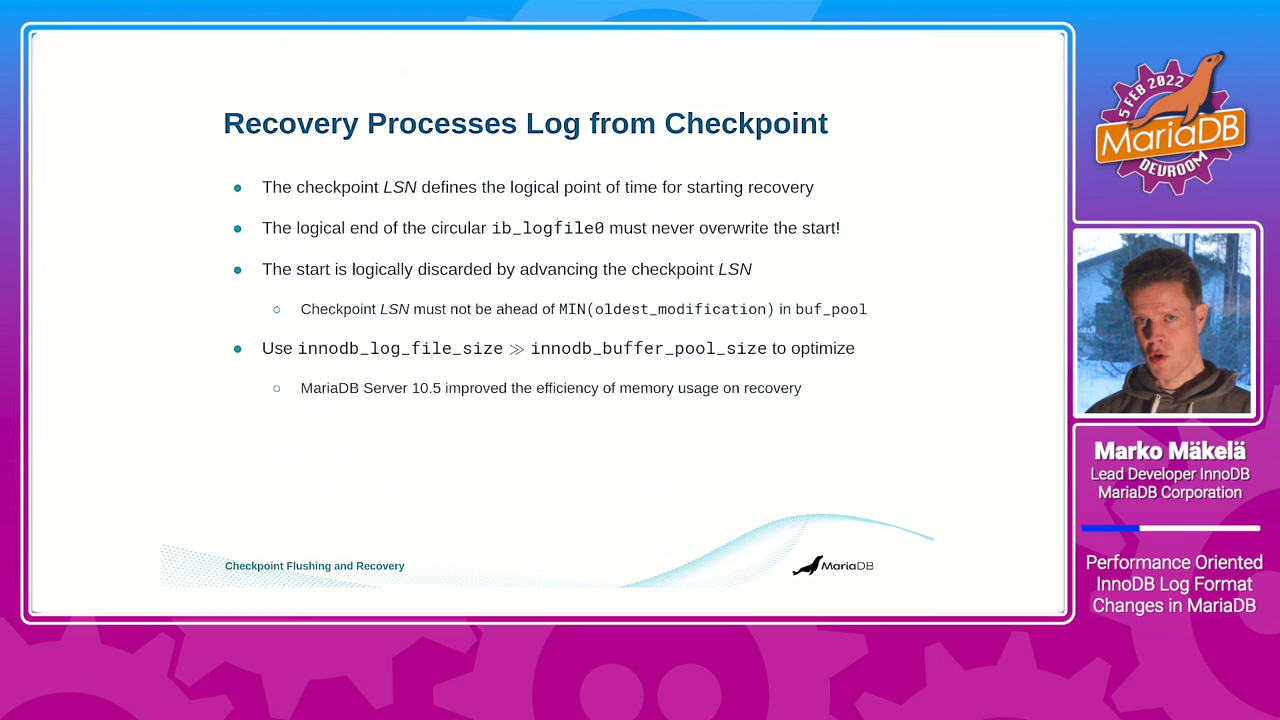 Recovery Processes Log from Checkpoint
The checkpoint LSN defines the logical point of time for starting recovery
The logical end of the circular ib_logfile0 must never overwrite the start!
The start is logically discarded by advancing the checkpoint LSN
Checkpoint LSN must not be ahead of MIN(oldest_modification) in buf_pool
Use innodb_log_file_size ≫ innodb_buffer_pool_size to optimize
MariaDB Server 10.5 improved the efficiency of memory usage on recovery
Checkpoint Flushing and Recovery
MariaDB
5 FEB 2022
MariaDB
DEVROOM
Marko Mäkelä
Lead Developer InnoDB
MariaDB Corporation
Performance Oriented
InnoDB Log Format
Changes in MariaDB